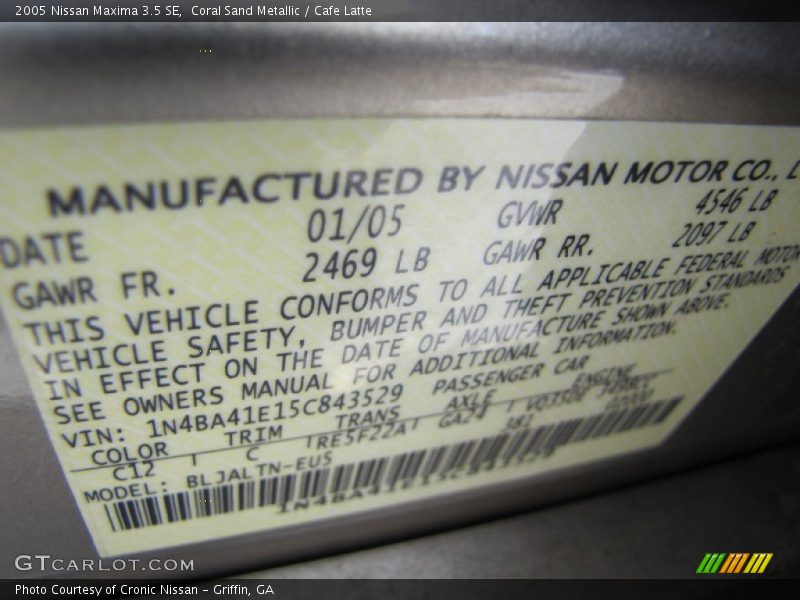 2005 Nissan Maxima 3.5 SE, Coral Sand Metallic / Cafe Latte
MANUFACTURED BY NISSAN MOTOR CO., L
DATE 01/05 GVWR 4546 LB
GAWR FR. 2469 LB GAWR RR. 2097 LB
THIS VEHICLE CONFORMS TO ALL APPLICABLE FEDERAL MOTOR
VEHICLE SAFETY, BUMPER AND THEFT PREVENTION STANDARDS
IN EFFECT ON THE DATE OF MANUFACTURE SHOWN ABOVE.
SEE OWNERS MANUAL FOR ADDITIONAL INFORMATION.
VIN: 1N4BA41E15C843529 PASSENGER CAR
COLOR TRIM TRANS AXLE ENGINE
C12 C RE5F22A GA24 VQ35DE
MODEL: BLJALTN-EU5
1N4BA41E15C843529
GTCARLOT.COM
Photo Courtesy of Cronic Nissan – Griffin, GA